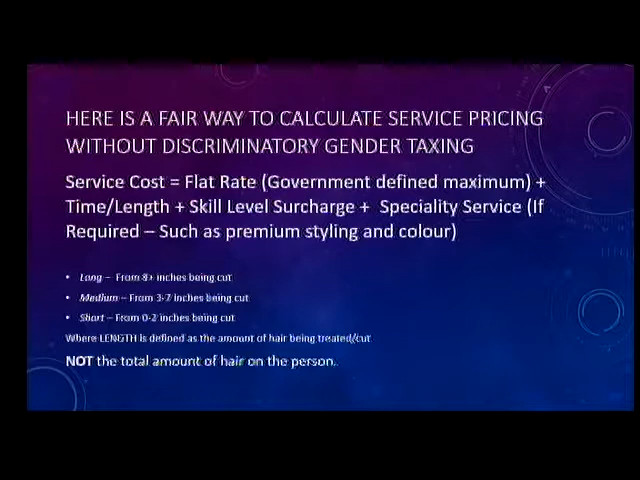 HERE IS A FAIR WAY TO CALCULATE SERVICE PRICING
WITHOUT DISCRIMINATORY GENDER TAXING
Service Cost = Flat Rate (Government defined maximum) +
Time/Length + Skill Level Surcharge + Speciality Service (If
Required – Such as premium styling and colour)
• Long – From 8+ inches being cut
• Medium – From 3-7 inches being cut
• Short – From 0-2 inches being cut
Where LENGTH is defined as the amount of hair being treated/cut
NOT the total amount of hair on the person.